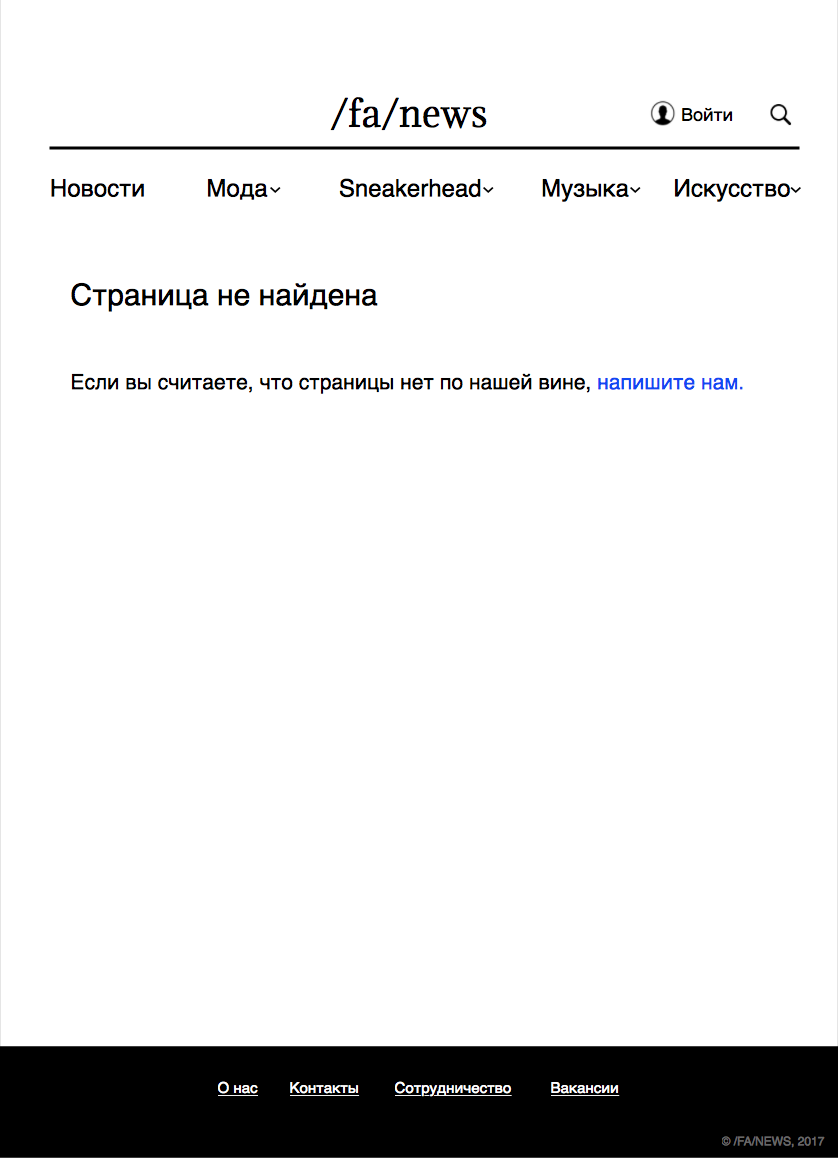 /fa/news
Войти
Новости Мода Sneakerhead Музыка Искусство
Страница не найдена
Если вы считаете, что страницы нет по нашей вине, напишите нам.
О нас Контакты Сотрудничество Вакансии
© /FA/NEWS, 2017